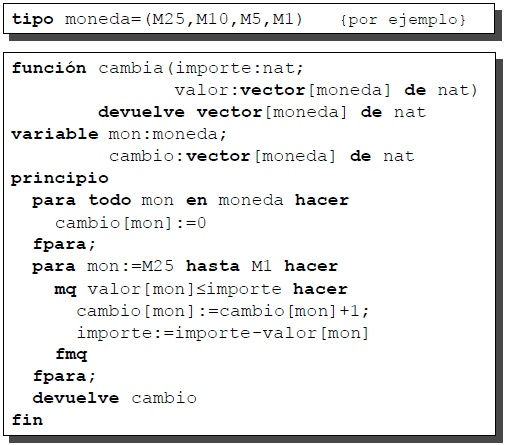 tipo moneda=(M25,M10,M5,M1) {por ejemplo}
función cambia(importe:nat;
valor:vector[moneda] de nat)
devuelve vector[moneda] de nat
variable mon:moneda;
cambio:vector[moneda] de nat
principio
para todo mon en moneda hacer
cambio[mon]:=0
fpara;
para mon:=M25 hasta M1 hacer
mq valor[mon]≤importe hacer
cambio[mon]:=cambio[mon]+1;
importe:=importe-valor[mon]
fmq
fpara;
devuelve cambio
fin